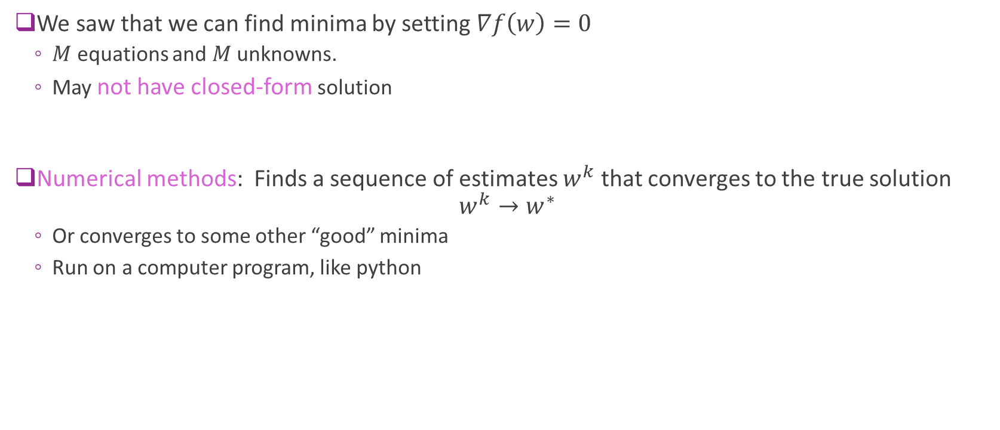 ❑We saw that we can find minima by setting ∇f(w) = 0
◦ M equations and M unknowns.
◦ May not have closed-form solution
❑Numerical methods: Finds a sequence of estimates wᵏ that converges to the true solution
wᵏ → w*
◦ Or converges to some other “good” minima
◦ Run on a computer program, like python